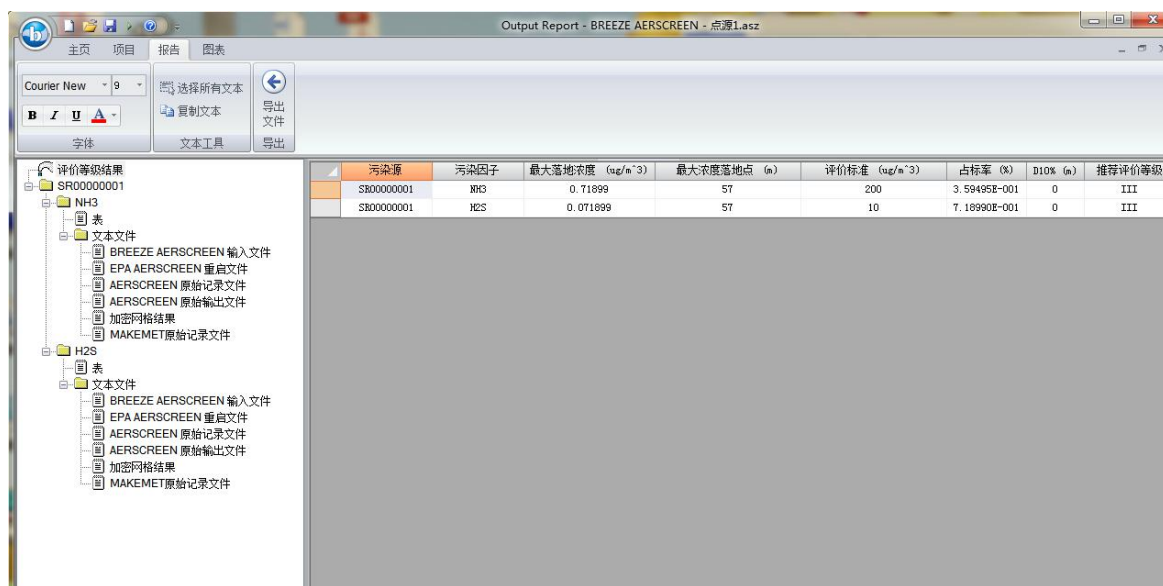 Output Report - BREEZE AERSCREEN - 点源1.asz
主页 项目 报告 图表
Courier New 9
B I U A
选择所有文本
复制文本
导出
文件
字体 文本工具 导出
评价等级结果
SR00000001
NH3
表
文本文件
BREEZE AERSCREEN 输入文件
EPA AERSCREEN 重启文件
AERSCREEN 原始记录文件
AERSCREEN 原始输出文件
加密网格结果
MAKEMET原始记录文件
H2S
表
文本文件
BREEZE AERSCREEN 输入文件
EPA AERSCREEN 重启文件
AERSCREEN 原始记录文件
AERSCREEN 原始输出文件
加密网格结果
MAKEMET原始记录文件
污染源 污染因子 最大落地浓度 (ug/m^3) 最大浓度落地点 (m) 评价标准 (ug/m^3) 占标率 (%) D10% (m) 推荐评价等级
SR00000001 NH3 0.71899 57 200 3.59495E-001 0 III
SR00000001 H2S 0.071899 57 10 7.18990E-001 0 III